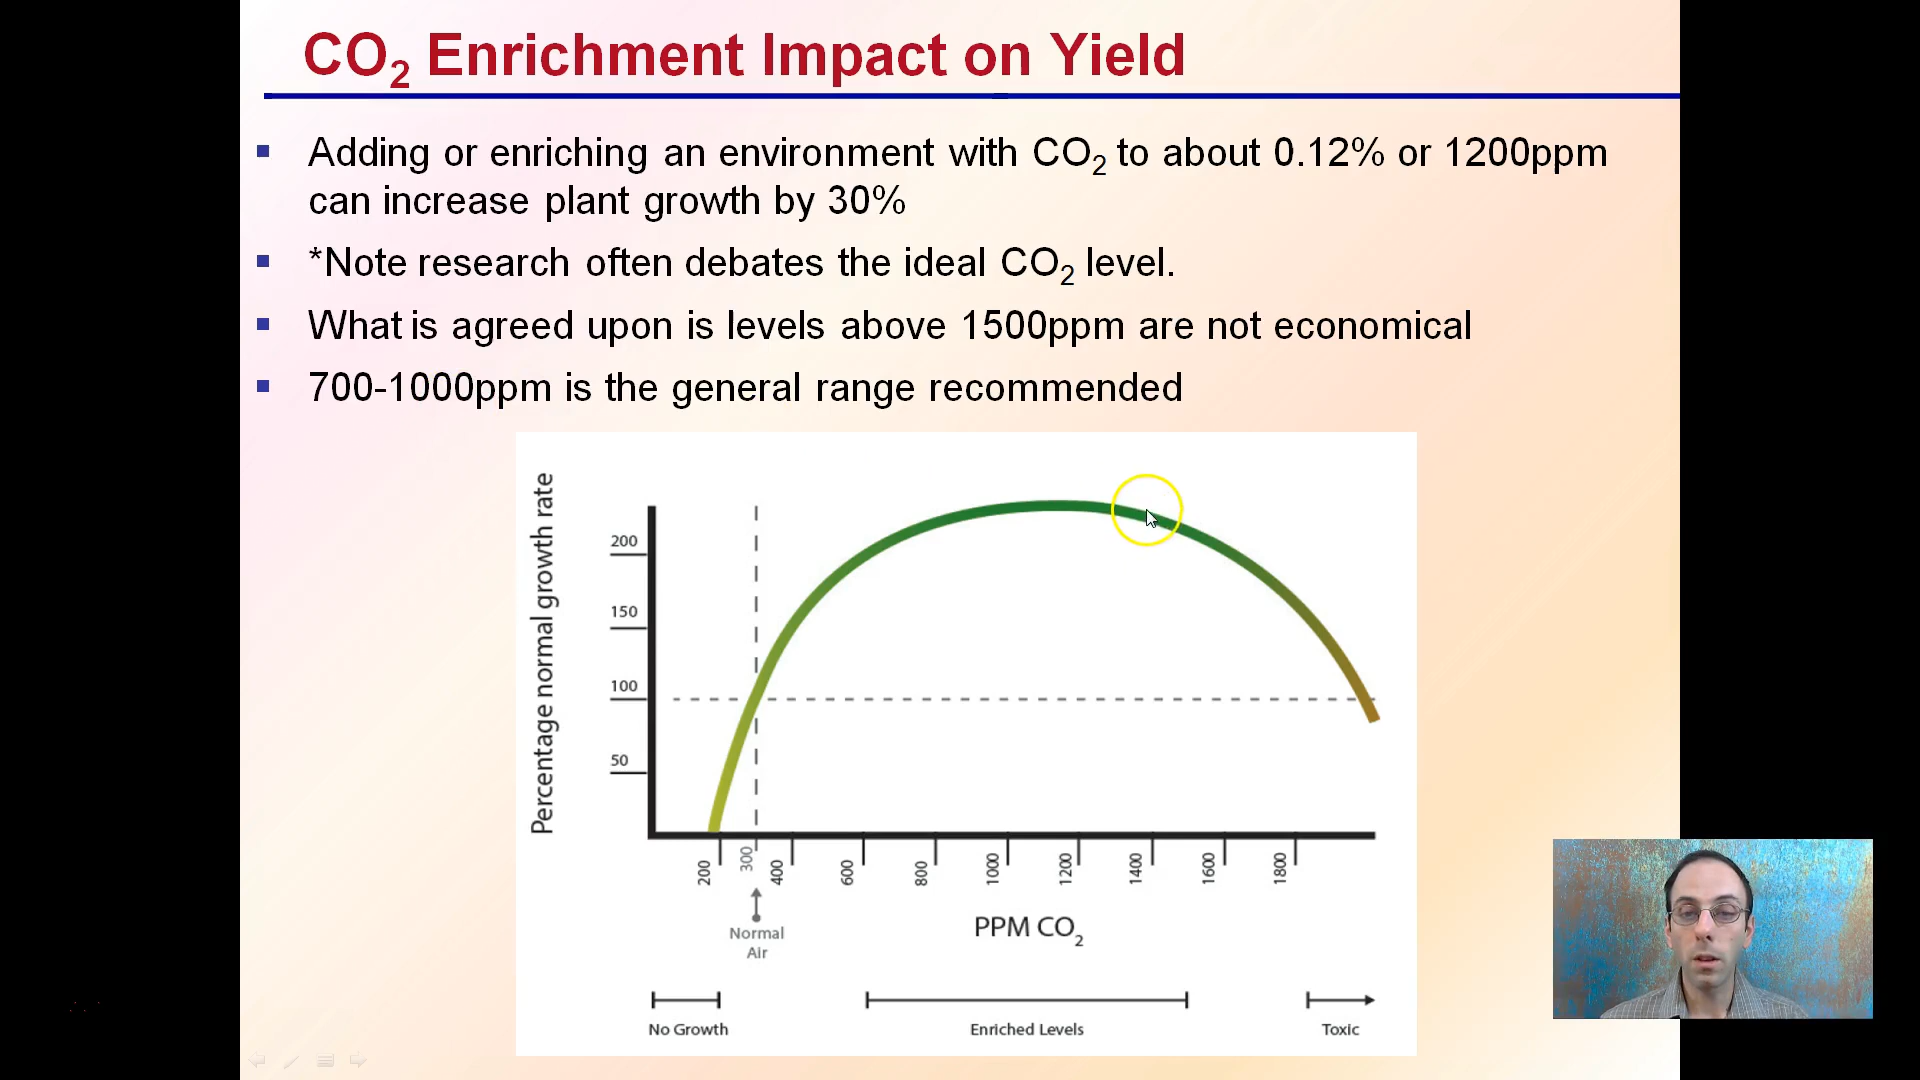 CO2 Enrichment Impact on Yield
Adding or enriching an environment with CO2 to about 0.12% or 1200ppm
can increase plant growth by 30%
*Note research often debates the ideal CO2 level.
What is agreed upon is levels above 1500ppm are not economical
700-1000ppm is the general range recommended
Percentage normal growth rate
200
150
100
50
200
300
400
600
800
1000
1200
1400
1600
1800
Normal
Air
PPM CO2
No Growth
Enriched Levels
Toxic